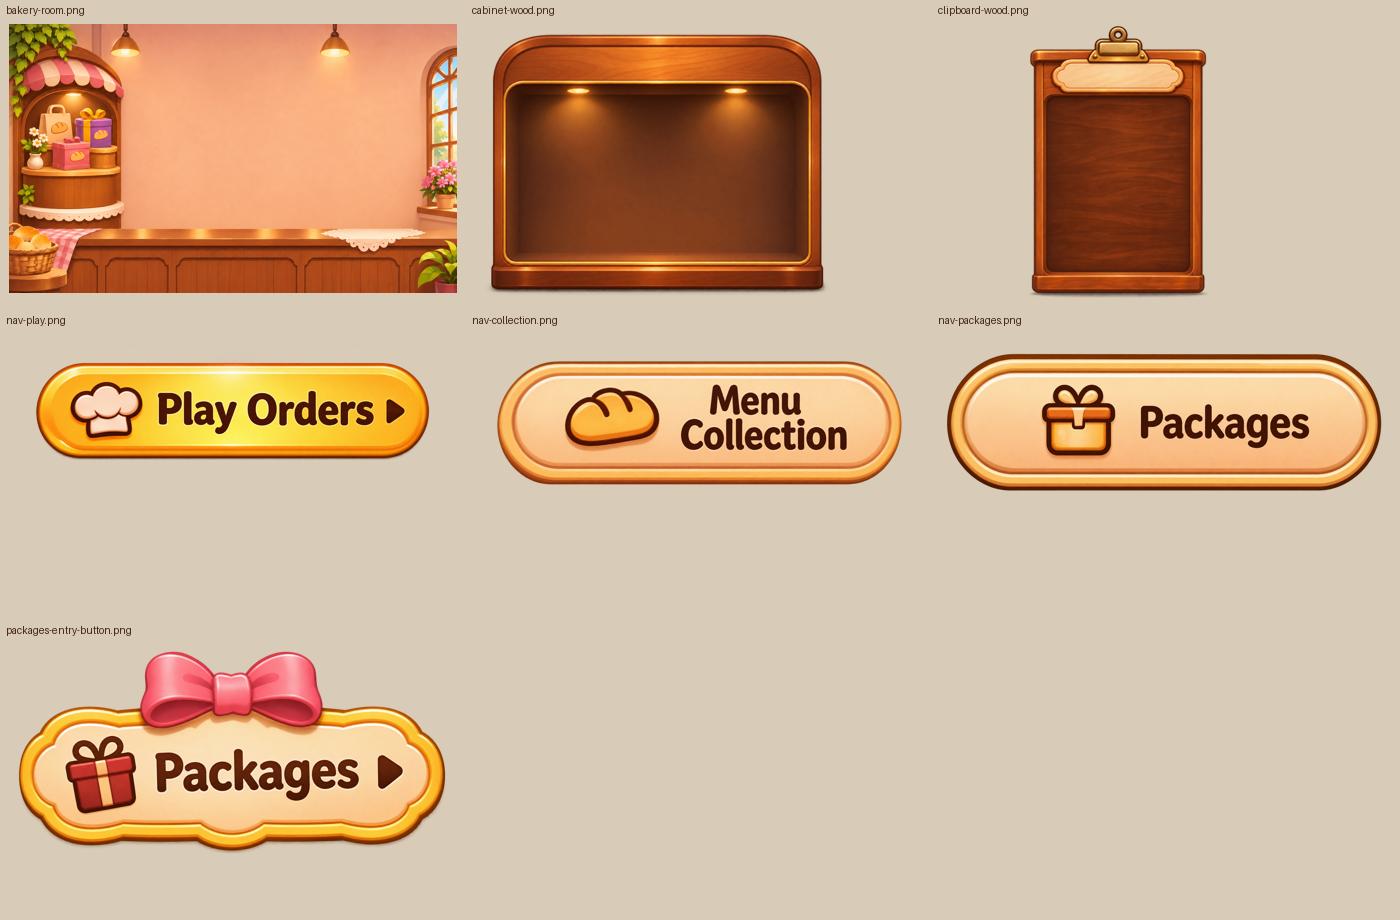 bakery-room.png
cabinet-wood.png
clipboard-wood.png
nav-play.png
nav-collection.png
nav-packages.png
Play Orders
Menu
Collection
Packages
packages-entry-button.png
Packages